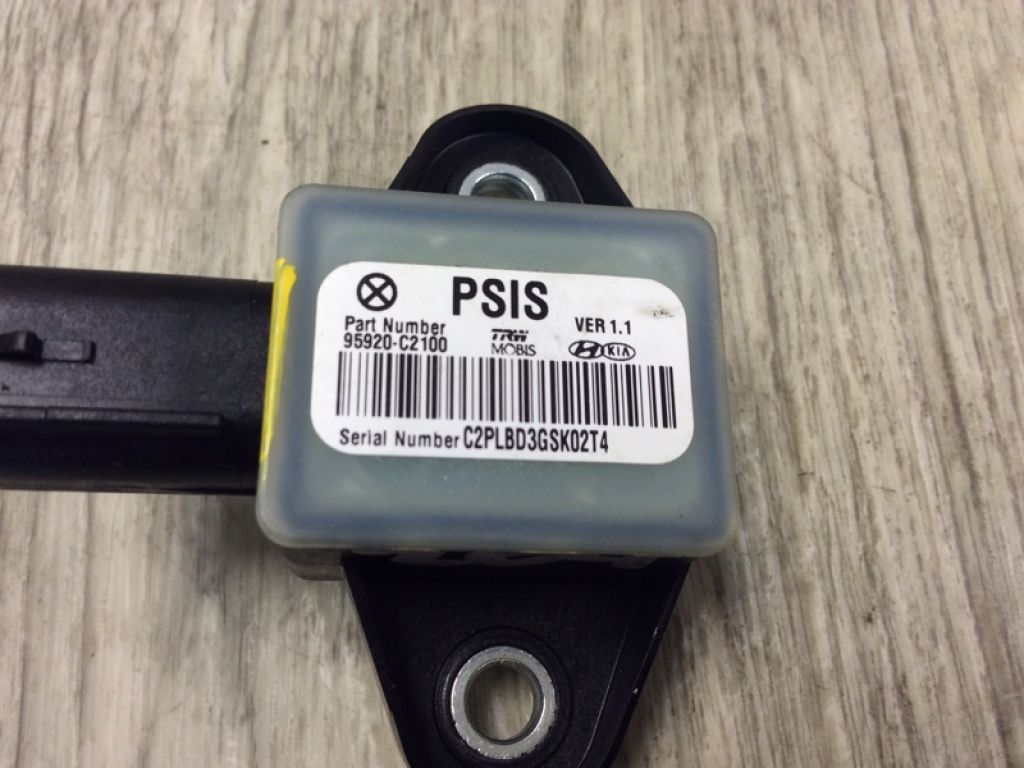 PSIS
VER 1.1
Part Number
95920-C2100
TRW
MOBIS
KIA
Serial Number C2PLBD3GSK02T4